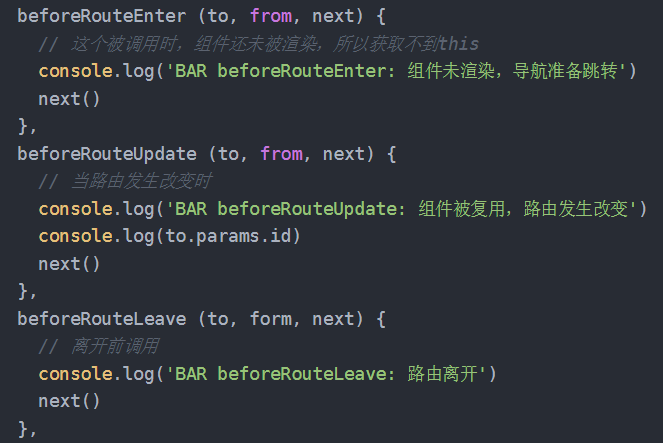 beforeRouteEnter (to, from, next) {
  // 这个被调用时，组件还未被渲染，所以获取不到this
  console.log('BAR beforeRouteEnter: 组件未渲染，导航准备跳转')
  next()
},
beforeRouteUpdate (to, from, next) {
  // 当路由发生改变时
  console.log('BAR beforeRouteUpdate: 组件被复用，路由发生改变')
  console.log(to.params.id)
  next()
},
beforeRouteLeave (to, form, next) {
  // 离开前调用
  console.log('BAR beforeRouteLeave: 路由离开')
  next()
},